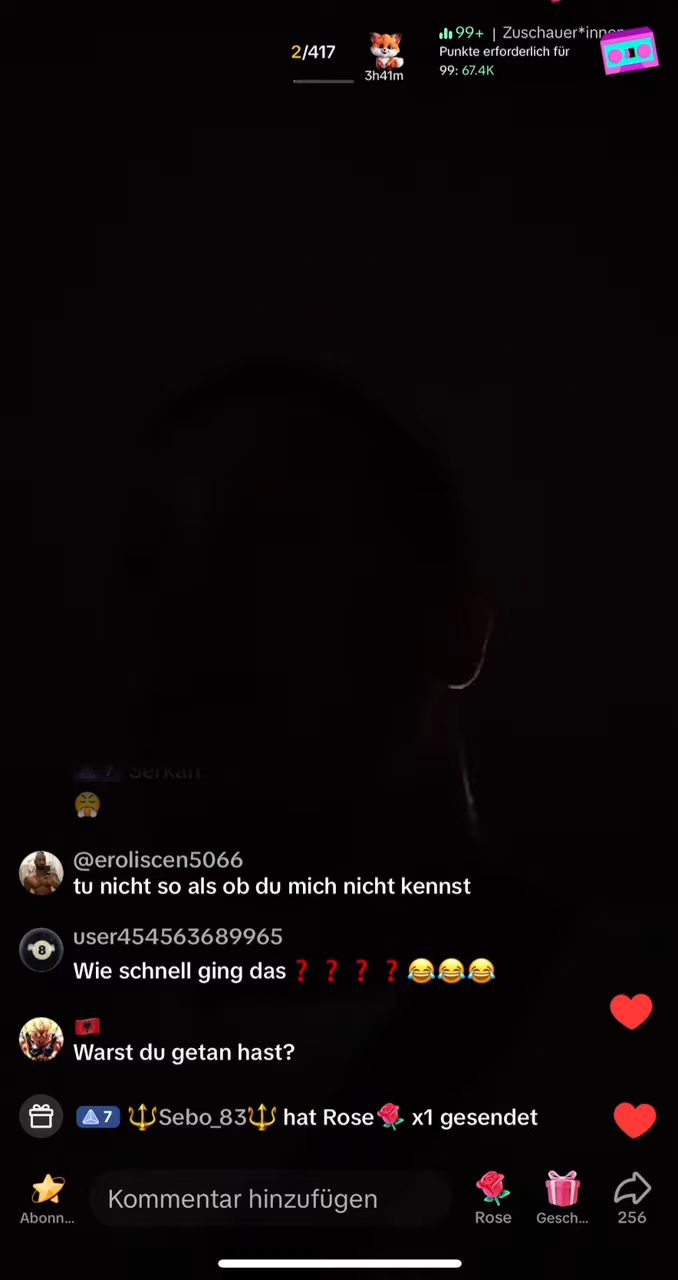 2/417
3h41m
99+ | Zuschauer*innen
Punkte erforderlich für
99: 67.4K
7 Serkan
@eroliscen5066
tu nicht so als ob du mich nicht kennst
user454563689965
Wie schnell ging das❓❓❓❓😂😂😂
🇦🇱
Warst du getan hast?
7 🔱Sebo_83🔱 hat Rose🌹 x1 gesendet
Abonn...
Kommentar hinzufügen
Rose
Gesch...
256